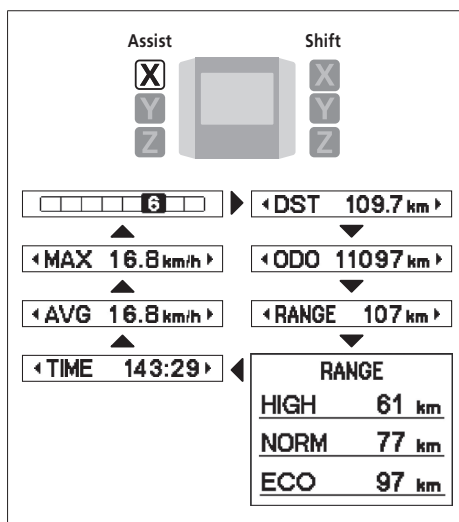 Assist Shift
X X
Y Y
Z Z
6 DST 109.7 km
MAX 16.8 km/h ODO 11097 km
AVG 16.8 km/h RANGE 107 km
TIME 143:29 RANGE
HIGH 61 km
NORM 77 km
ECO 97 km